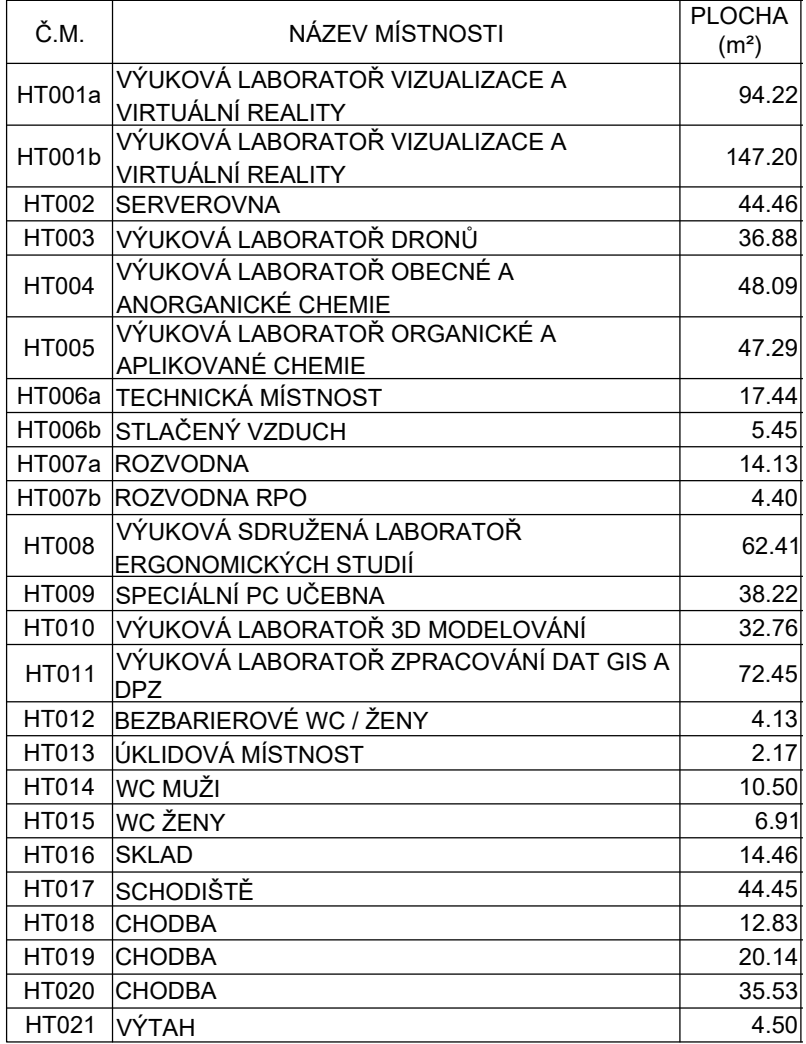 Č.M. NÁZEV MÍSTNOSTI PLOCHA
(m²)
HT001a VÝUKOVÁ LABORATOŘ VIZUALIZACE A
VIRTUÁLNÍ REALITY 94.22
HT001b VÝUKOVÁ LABORATOŘ VIZUALIZACE A
VIRTUÁLNÍ REALITY 147.20
HT002 SERVEROVNA 44.46
HT003 VÝUKOVÁ LABORATOŘ DRONŮ 36.88
HT004 VÝUKOVÁ LABORATOŘ OBECNÉ A
ANORGANICKÉ CHEMIE 48.09
HT005 VÝUKOVÁ LABORATOŘ ORGANICKÉ A
APLIKOVANÉ CHEMIE 47.29
HT006a TECHNICKÁ MÍSTNOST 17.44
HT006b STLAČENÝ VZDUCH 5.45
HT007a ROZVODNA 14.13
HT007b ROZVODNA RPO 4.40
HT008 VÝUKOVÁ SDRUŽENÁ LABORATOŘ
ERGONOMICKÝCH STUDIÍ 62.41
HT009 SPECIÁLNÍ PC UČEBNA 38.22
HT010 VÝUKOVÁ LABORATOŘ 3D MODELOVÁNÍ 32.76
HT011 VÝUKOVÁ LABORATOŘ ZPRACOVÁNÍ DAT GIS A
DPZ 72.45
HT012 BEZBARIEROVÉ WC / ŽENY 4.13
HT013 ÚKLIDOVÁ MÍSTNOST 2.17
HT014 WC MUŽI 10.50
HT015 WC ŽENY 6.91
HT016 SKLAD 14.46
HT017 SCHODIŠTĚ 44.45
HT018 CHODBA 12.83
HT019 CHODBA 20.14
HT020 CHODBA 35.53
HT021 VÝTAH 4.50